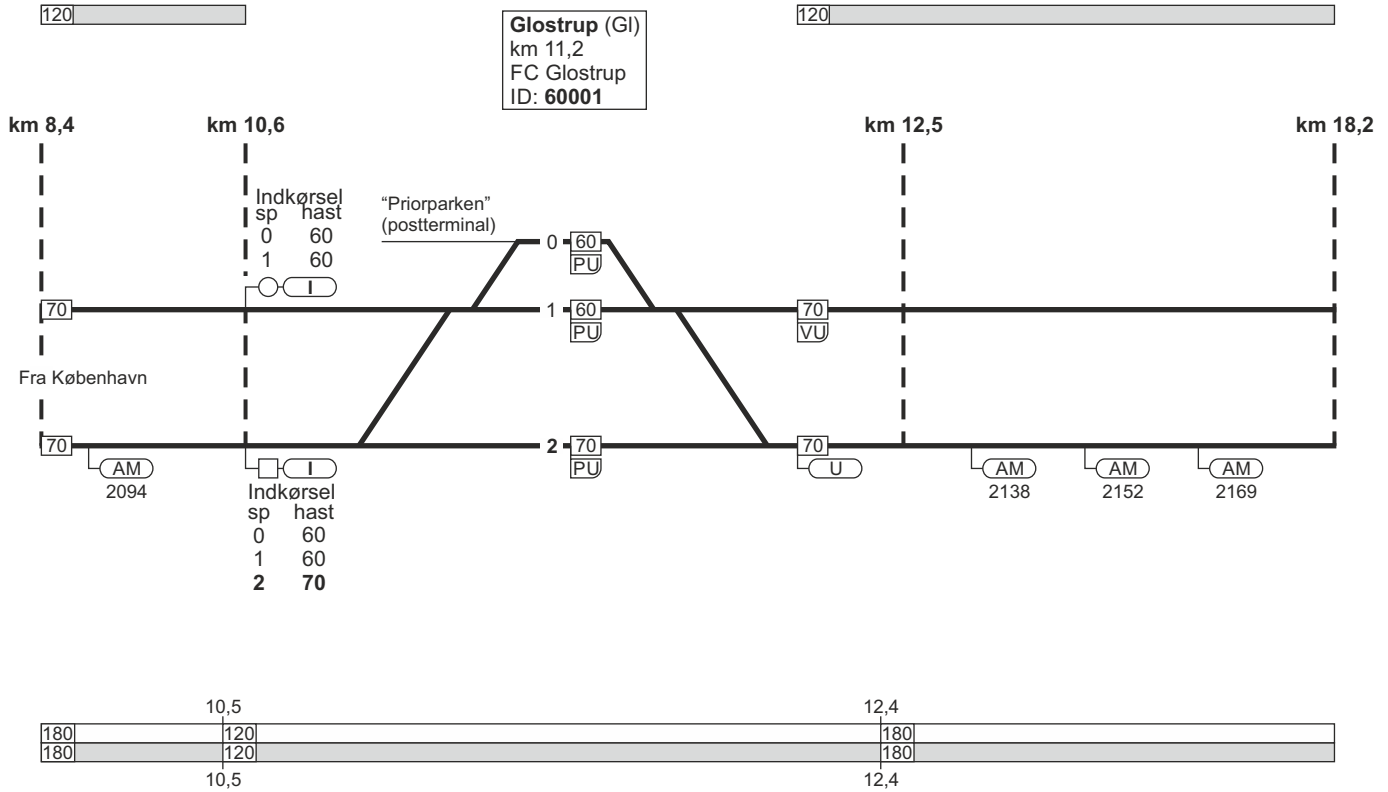 120
120
Glostrup (Gl)
km 11,2
FC Glostrup
ID: 60001
km 8,4
km 10,6
km 12,5
km 18,2
Indkørsel
sp hast
0 60
1 60
I
"Priorparken"
(postterminal)
0 60
PU
70
1 60
PU
70
VU
Fra København
70
2 70
PU
70
AM
2094
I
U
AM
2138
AM
2152
AM
2169
Indkørsel
sp hast
0 60
1 60
2 70
10,5
12,4
180 120 180
180 120 180
10,5
12,4